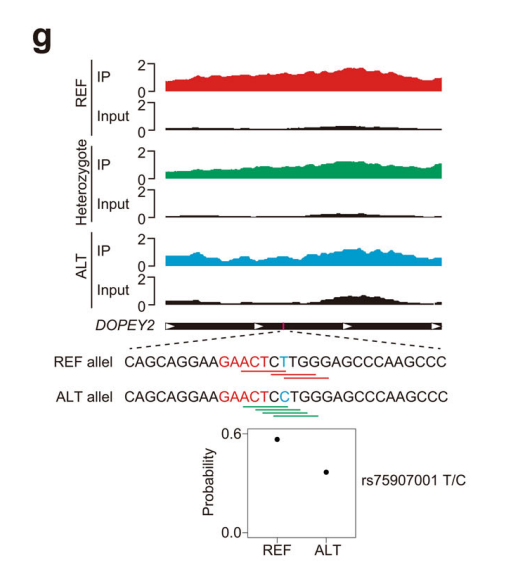 g
REF
IP
2
0
Input
2
0
Heterozygote
IP
2
0
Input
2
0
ALT
IP
2
0
Input
2
0
DOPEY2
REF allel CAGCAGGAAGAACTCTTGGGAGCCCAAGCCC
ALT allel CAGCAGGAAGAACTCCTGGGAGCCCAAGCCC
Probability
0.6
0.0
REF ALT
rs75907001 T/C